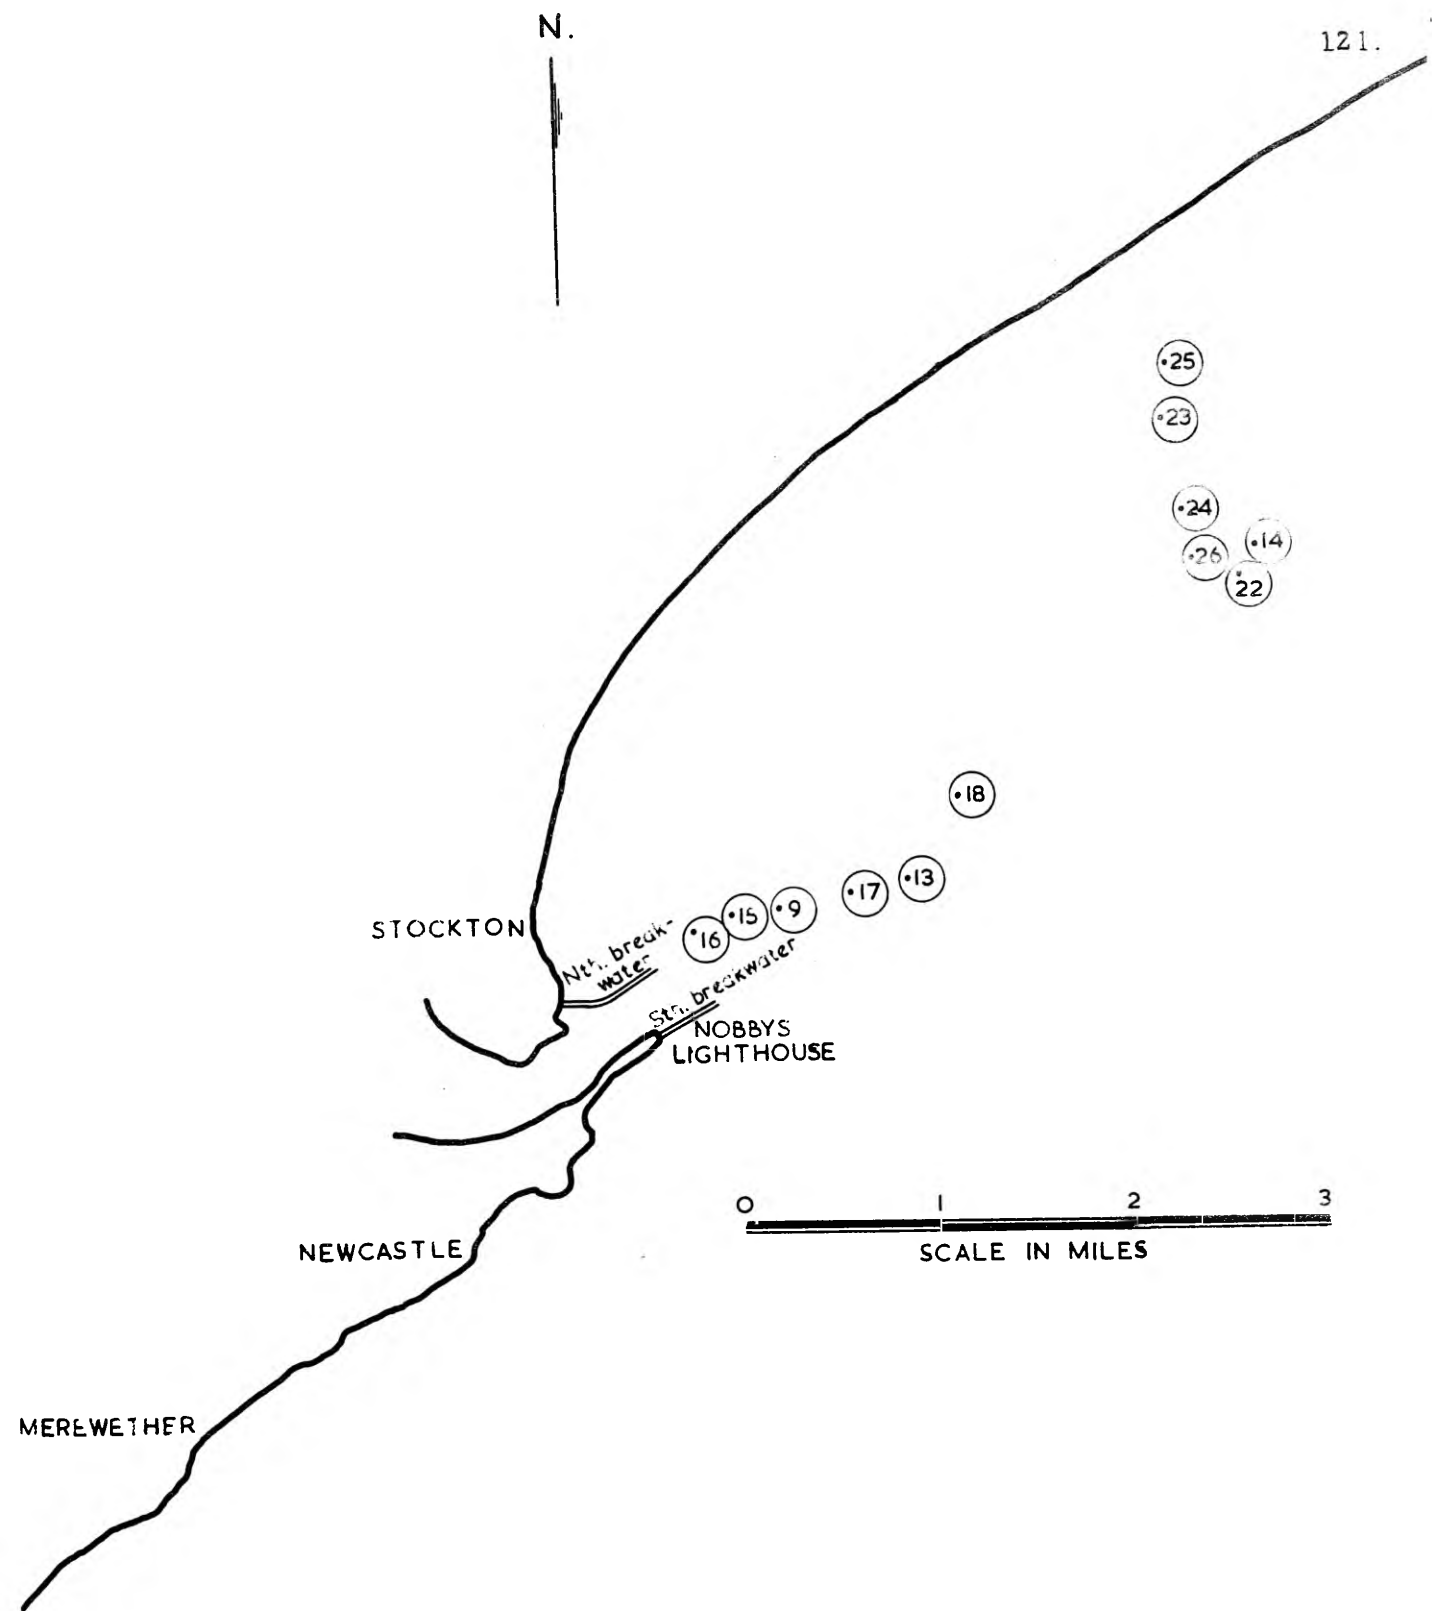 N.
121.
25
23
24
26
14
22
18
13
17
9
15
16
STOCKTON
Nth. break-
water
Sth. breakwater
NOBBYS
LIGHTHOUSE
0 1 2 3
SCALE IN MILES
NEWCASTLE
MEREWETHER